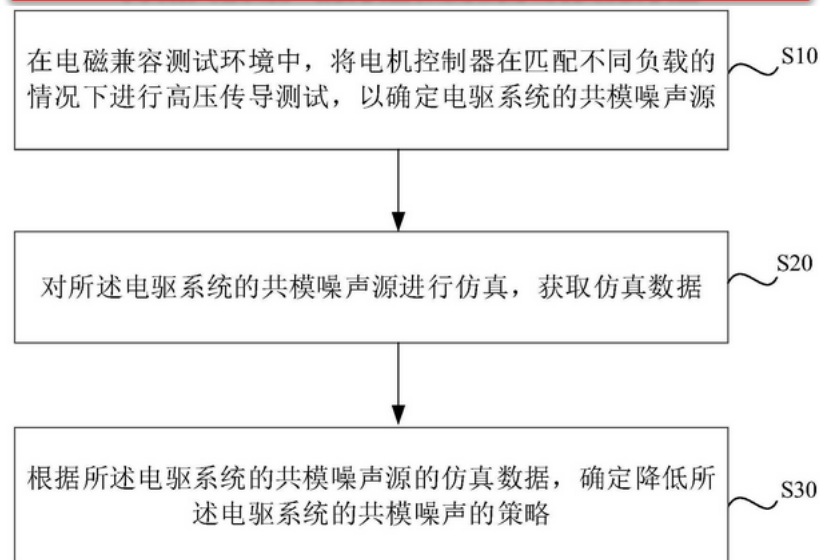 在电磁兼容测试环境中，将电机控制器在匹配不同负载的
情况下进行高压传导测试，以确定电驱系统的共模噪声源
S10
对所述电驱系统的共模噪声源进行仿真，获取仿真数据
S20
根据所述电驱系统的共模噪声源的仿真数据，确定降低所
述电驱系统的共模噪声的策略
S30